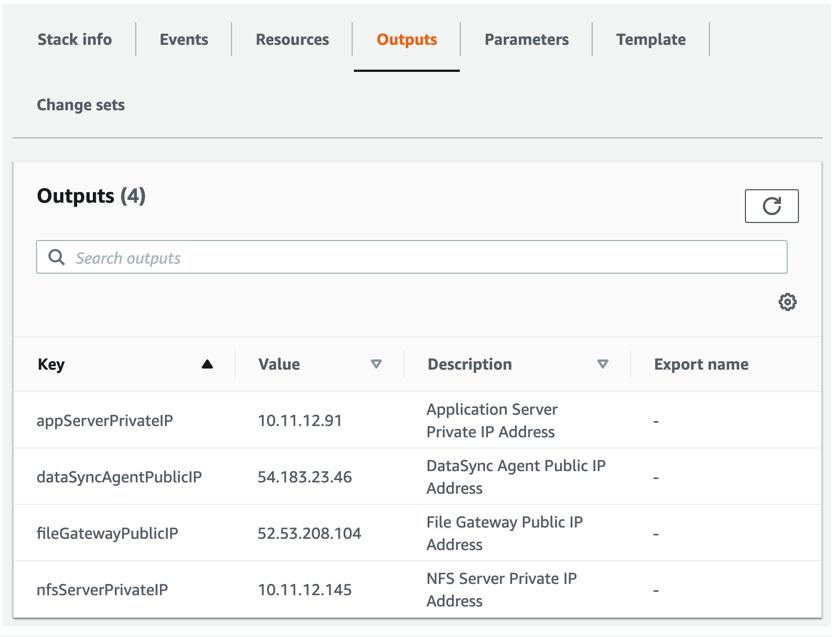 Stack info Events Resources Outputs Parameters Template
Change sets
Outputs (4)
Search outputs
Key Value Description Export name
appServerPrivateIP 10.11.12.91 Application Server Private IP Address -
dataSyncAgentPublicIP 54.183.23.46 DataSync Agent Public IP Address -
fileGatewayPublicIP 52.53.208.104 File Gateway Public IP Address -
nfsServerPrivateIP 10.11.12.145 NFS Server Private IP Address -